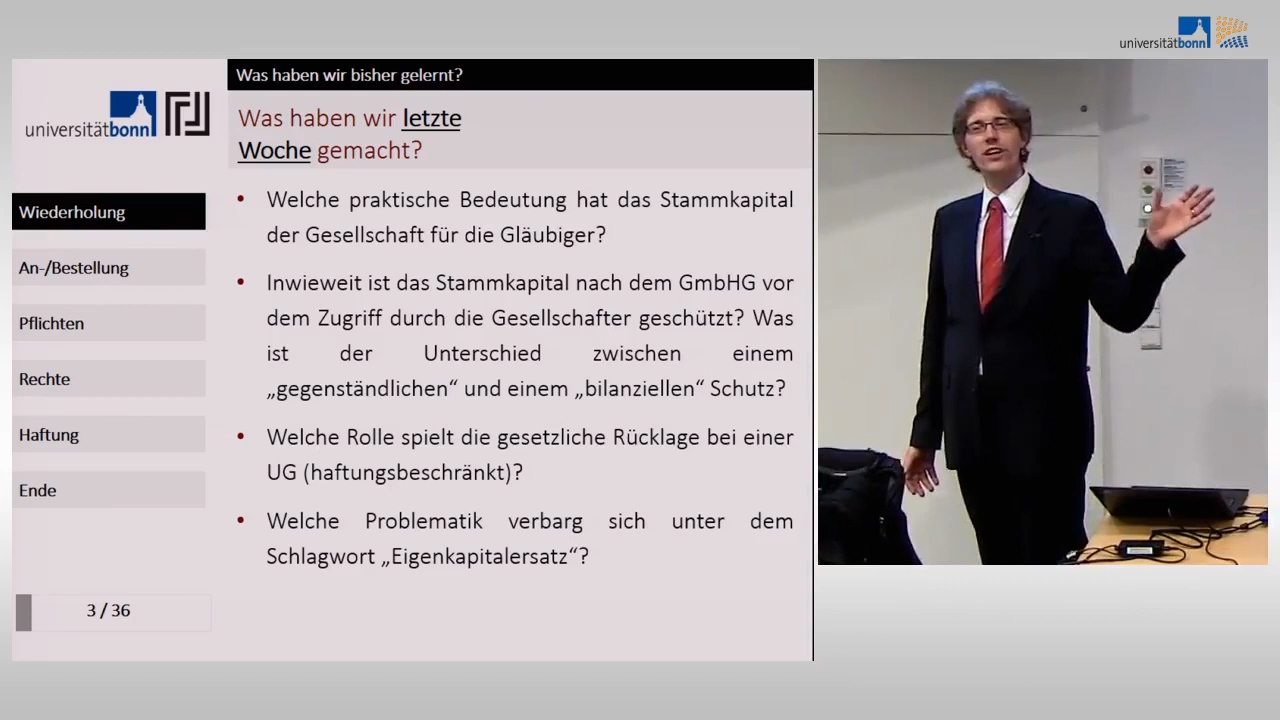 universitätbonn
universitätbonn
Was haben wir bisher gelernt?
Was haben wir letzte
Woche gemacht?
Wiederholung
An-/Bestellung
Pflichten
Rechte
Haftung
Ende
3 / 36
• Welche praktische Bedeutung hat das Stammkapital
der Gesellschaft für die Gläubiger?
• Inwieweit ist das Stammkapital nach dem GmbHG vor
dem Zugriff durch die Gesellschafter geschützt? Was
ist der Unterschied zwischen einem
„gegenständlichen“ und einem „bilanziellen“ Schutz?
• Welche Rolle spielt die gesetzliche Rücklage bei einer
UG (haftungsbeschränkt)?
• Welche Problematik verbarg sich unter dem
Schlagwort „Eigenkapitalersatz“?